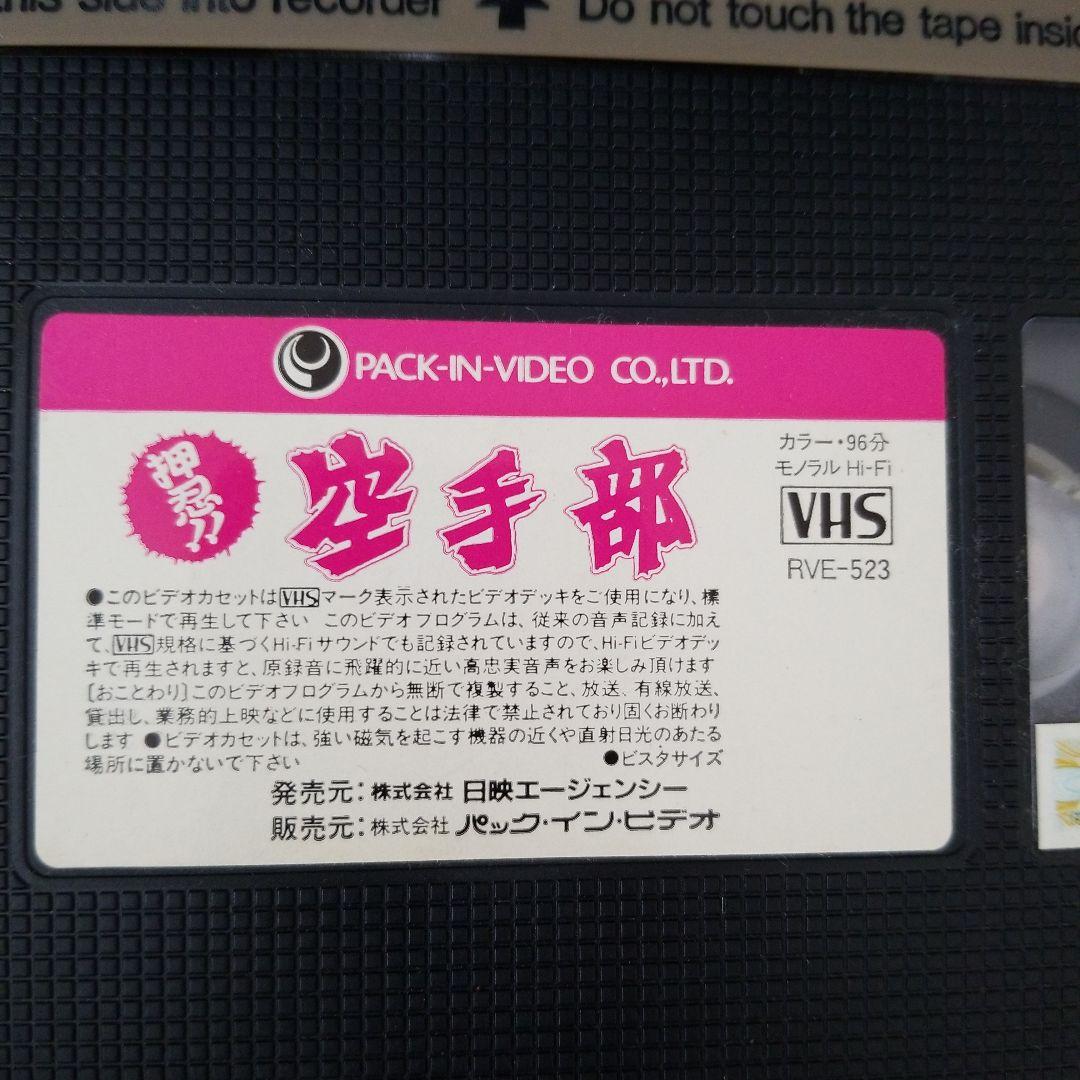 this side into recorder Do not touch the tape insid
PACK-IN-VIDEO CO.,LTD.
押忍!!
空手部
カラー・96分
モノラル Hi-Fi
VHS
RVE-523
●このビデオカセットはVHSマーク表示されたビデオデッキをご使用になり、標
準モードで再生して下さい このビデオプログラムは、従来の音声記録に加え
て、VHS規格に基づくHi-Fiサウンドでも記録されていますので、Hi-Fiビデオデッ
キで再生されますと、原録音に飛躍的に近い高忠実音声をお楽しみ頂けます
〔おことわり〕このビデオプログラムから無断で複製すること、放送、有線放送、
貸出し、業務的上映などに使用することは法律で禁止されており固くお断わり
します ●ビデオカセットは、強い磁気を起こす機器の近くや直射日光のあたる
場所に置かないで下さい ●ビスタサイズ
発売元:株式会社 日映エージェンシー
販売元:株式会社 パック・イン・ビデオ